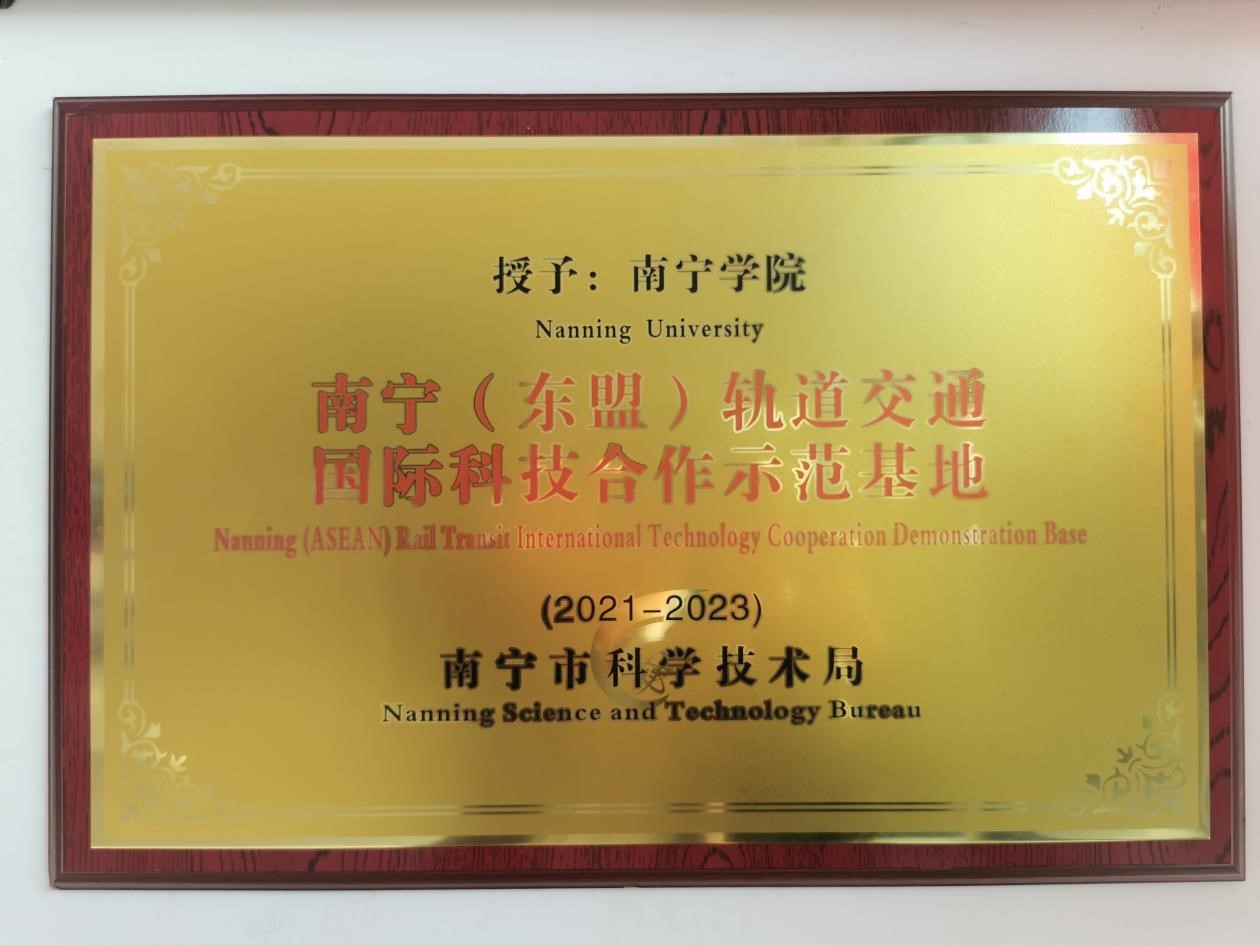 授予：南宁学院
Nanning University
南宁（东盟）轨道交通
国际科技合作示范基地
Nanning (ASEAN) Rail Transit International Technology Cooperation Demonstration Base
(2021-2023)
南宁市科学技术局
Nanning Science and Technology Bureau